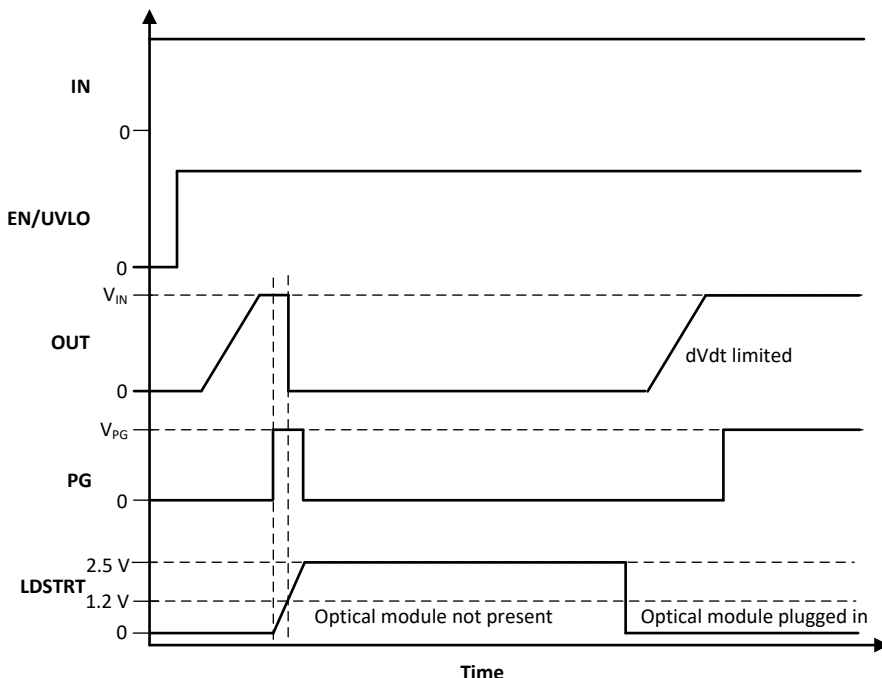 IN
0
EN/UVLO
0
V_IN
OUT
dVdt limited
0
V_PG
PG
0
2.5 V
LDSTRT
1.2 V
Optical module not present
Optical module plugged in
0
Time